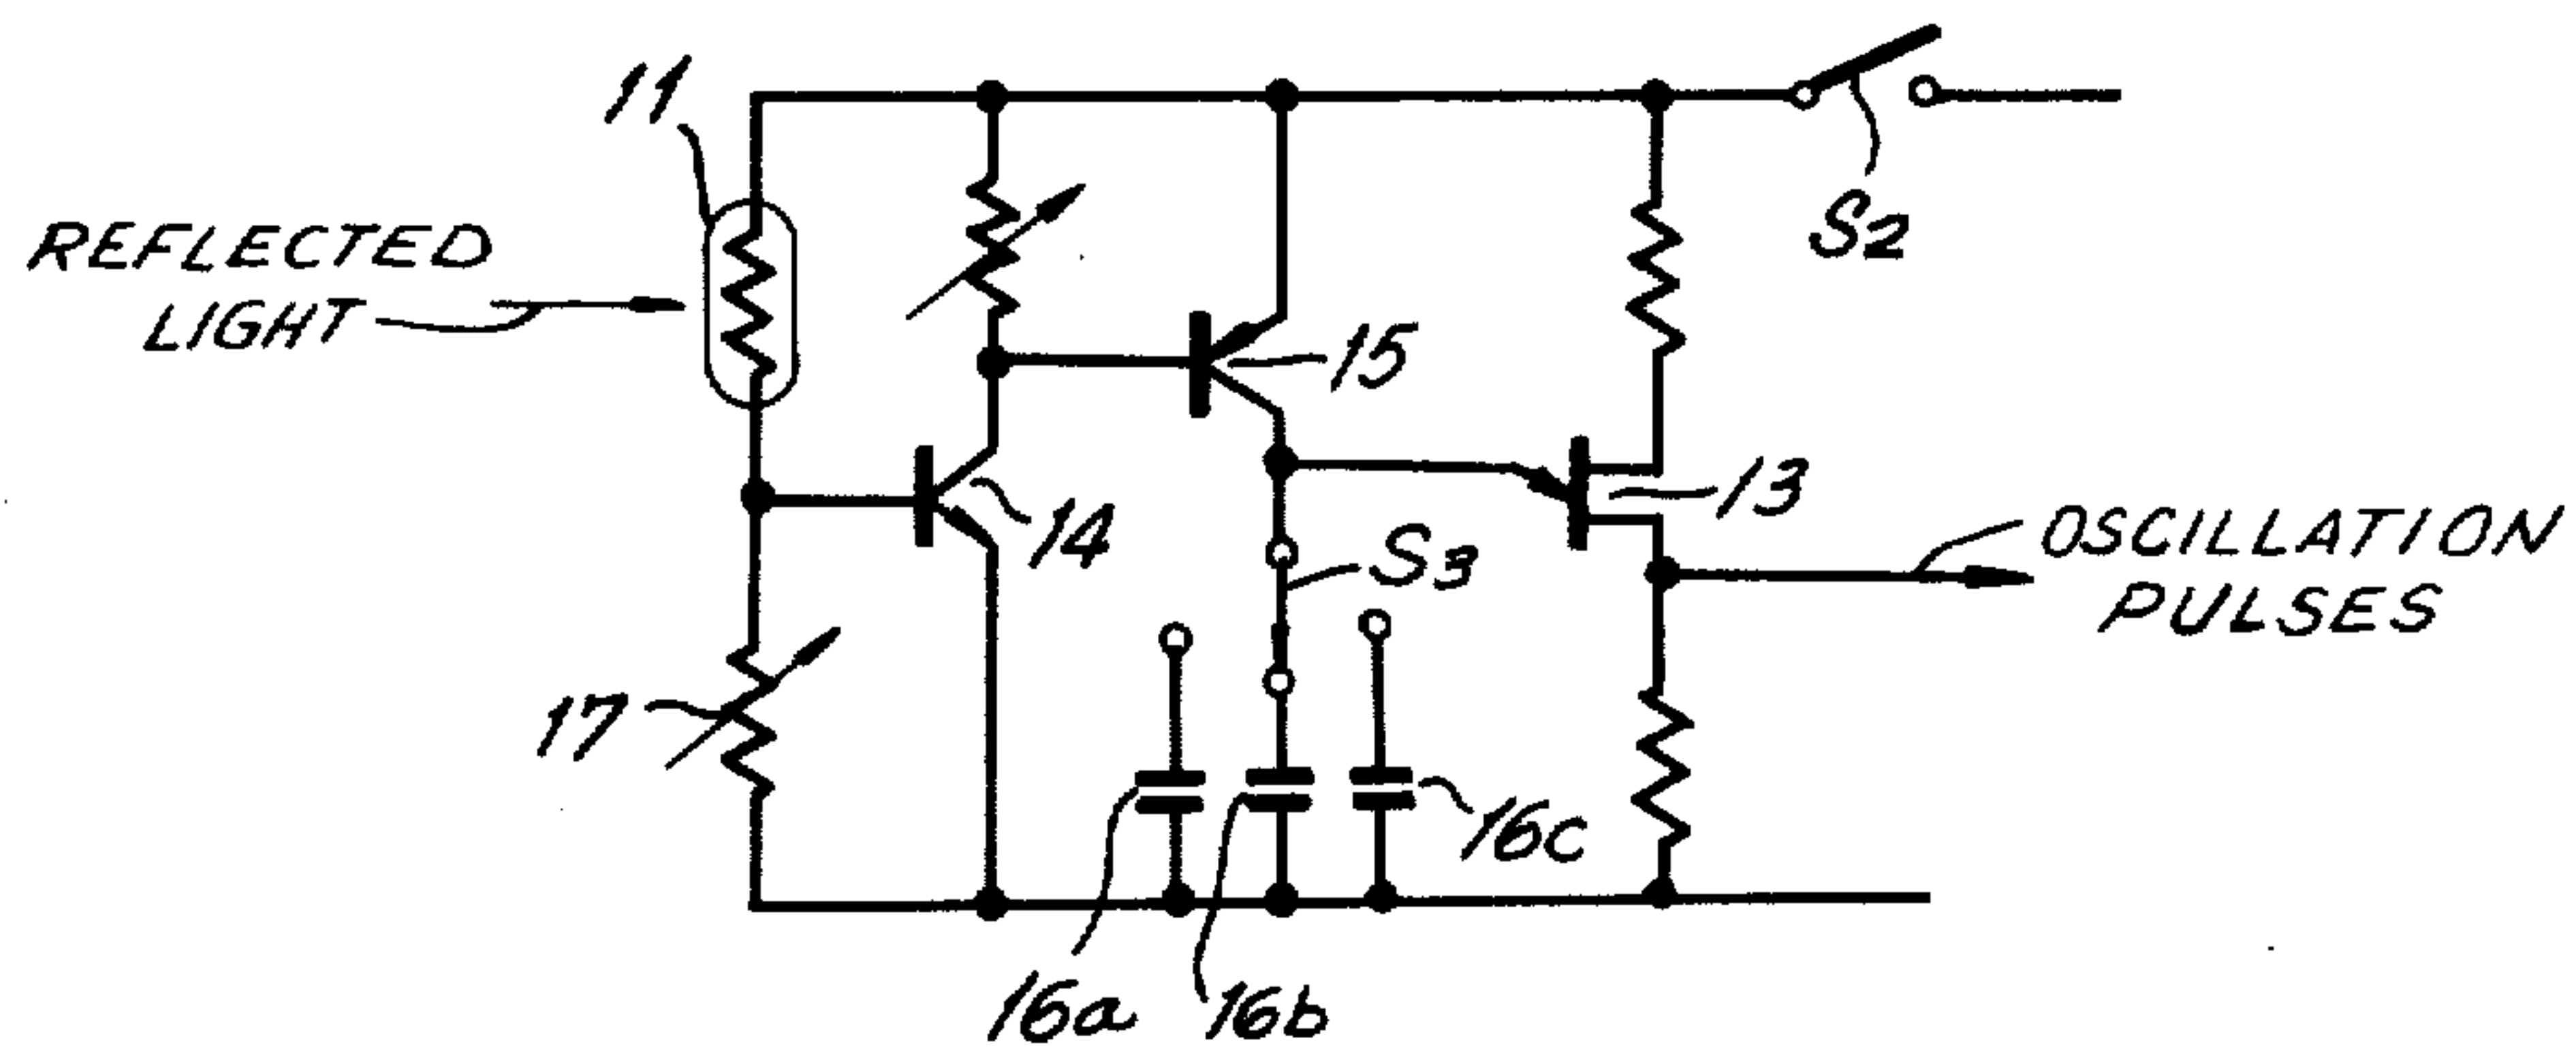 11
REFLECTED
LIGHT
S2
15
14
13
S3
OSCILLATION
PULSES
17
16c
16a
16b